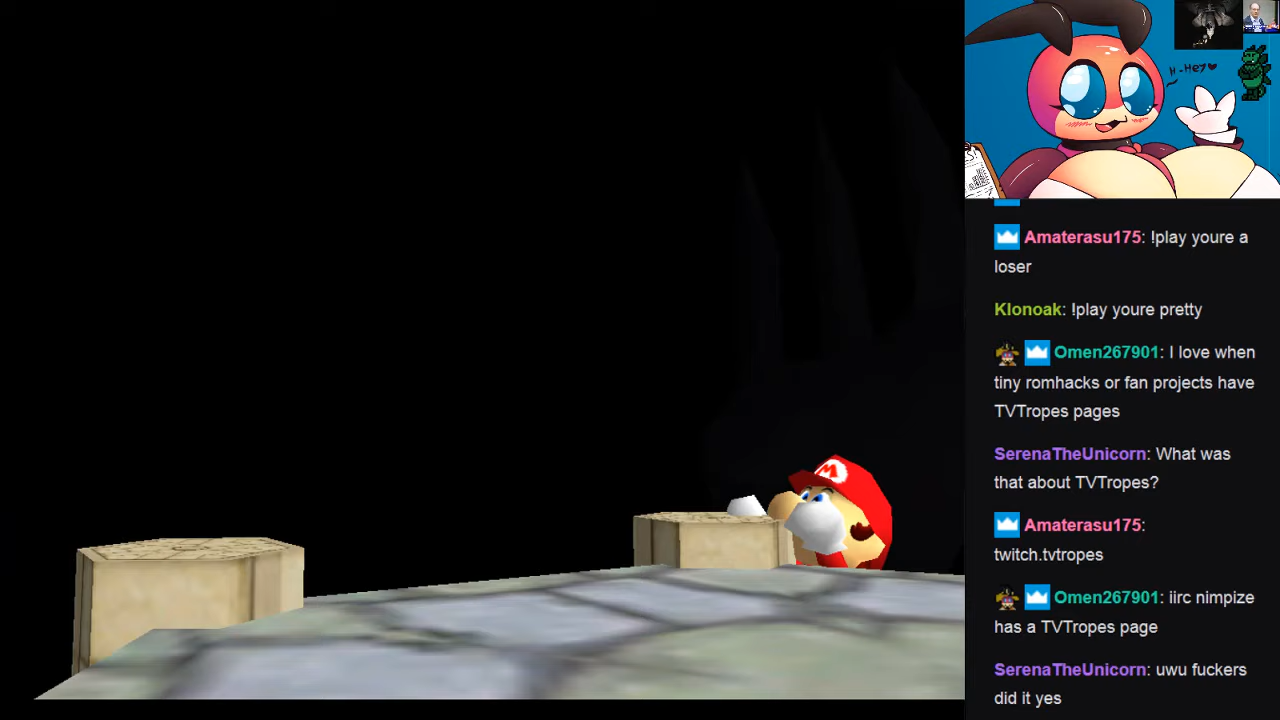 H-Hey♥
Amaterasu175: !play youre a
loser
Klonoak: !play youre pretty
Omen267901: I love when
tiny romhacks or fan projects have
TVTropes pages
SerenaTheUnicorn: What was
that about TVTropes?
Amaterasu175:
twitch.tvtropes
Omen267901: iirc nimpize
has a TVTropes page
SerenaTheUnicorn: uwu fuckers
did it yes
M